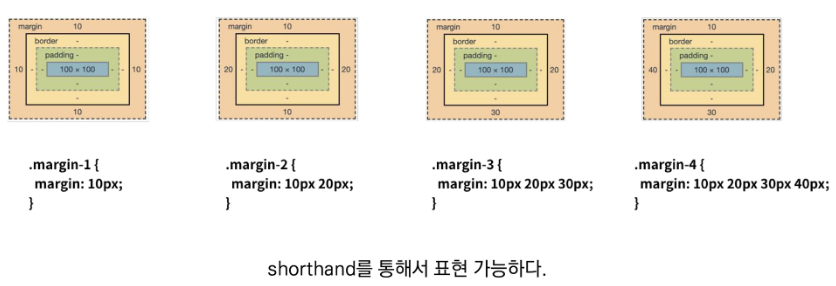 margin 10
border -
padding -
10 - - 100 × 100 - - 10
-
-
10
margin 10
border -
padding -
20 - - 100 × 100 - - 20
-
-
10
margin 10
border -
padding -
20 - - 100 × 100 - - 20
-
-
30
margin 10
border -
padding -
40 - - 100 × 100 - - 20
-
-
30
.margin-1 {
margin: 10px;
}
.margin-2 {
margin: 10px 20px;
}
.margin-3 {
margin: 10px 20px 30px;
}
.margin-4 {
margin: 10px 20px 30px 40px;
}
shorthand를 통해서 표현 가능하다.